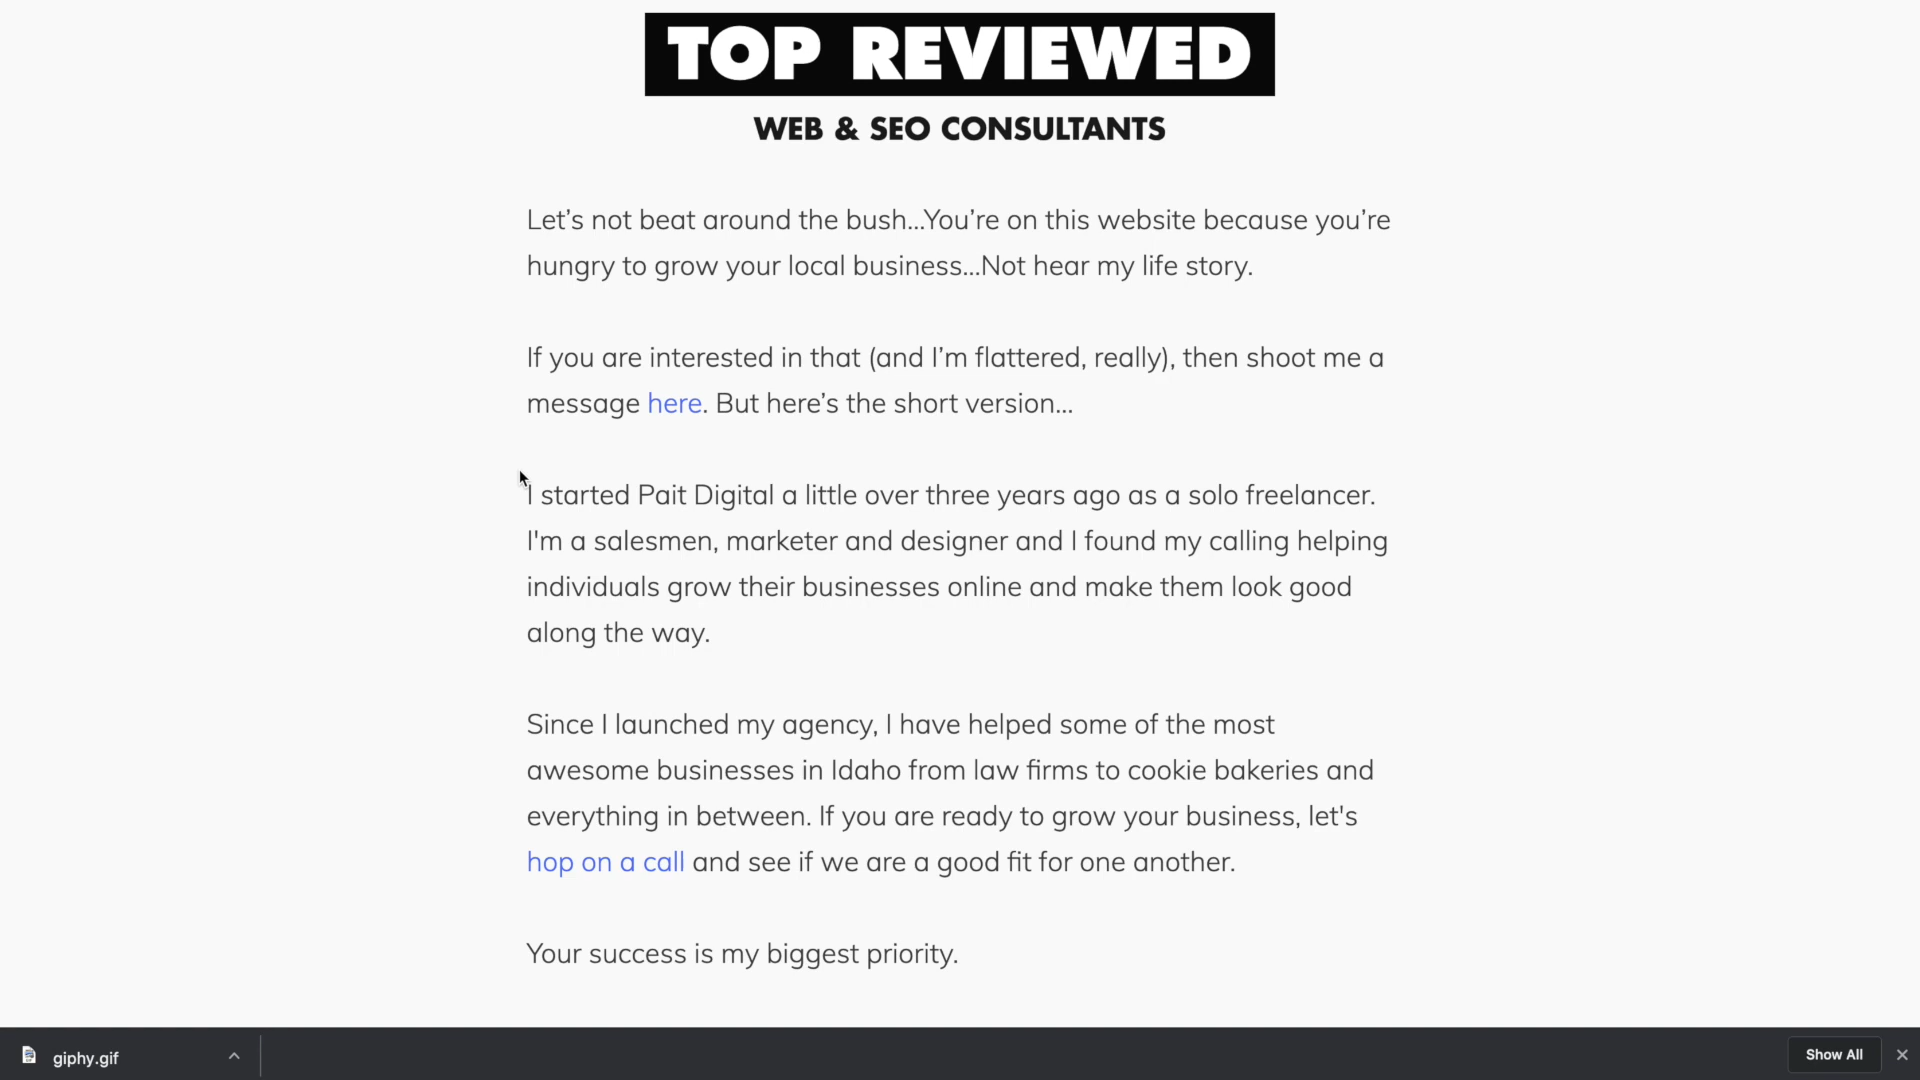 TOP REVIEWED
WEB & SEO CONSULTANTS
Let’s not beat around the bush...You’re on this website because you’re
hungry to grow your local business...Not hear my life story.
If you are interested in that (and I’m flattered, really), then shoot me a
message here. But here’s the short version...
I started Pait Digital a little over three years ago as a solo freelancer.
I'm a salesmen, marketer and designer and I found my calling helping
individuals grow their businesses online and make them look good
along the way.
Since I launched my agency, I have helped some of the most
awesome businesses in Idaho from law firms to cookie bakeries and
everything in between. If you are ready to grow your business, let's
hop on a call and see if we are a good fit for one another.
Your success is my biggest priority.
giphy.gif
Show All